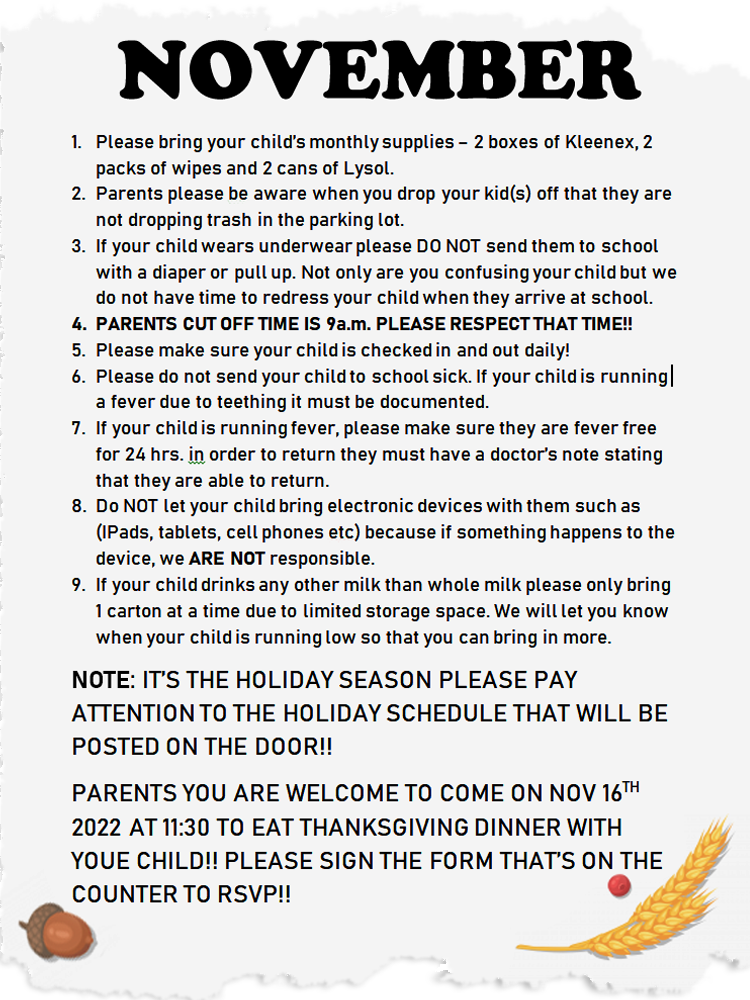 NOVEMBER
1. Please bring your child's monthly supplies – 2 boxes of Kleenex, 2
packs of wipes and 2 cans of Lysol.
2. Parents please be aware when you drop your kid(s) off that they are
not dropping trash in the parking lot.
3. If your child wears underwear please DO NOT send them to school
with a diaper or pull up. Not only are you confusing your child but we
do not have time to redress your child when they arrive at school.
4. PARENTS CUT OFF TIME IS 9a.m. PLEASE RESPECT THAT TIME!!
5. Please make sure your child is checked in and out daily!
6. Please do not send your child to school sick. If your child is running
a fever due to teething it must be documented.
7. If your child is running fever, please make sure they are fever free
for 24 hrs. in order to return they must have a doctor's note stating
that they are able to return.
8. Do NOT let your child bring electronic devices with them such as
(IPads, tablets, cell phones etc) because if something happens to the
device, we ARE NOT responsible.
9. If your child drinks any other milk than whole milk please only bring
1 carton at a time due to limited storage space. We will let you know
when your child is running low so that you can bring in more.
NOTE: IT'S THE HOLIDAY SEASON PLEASE PAY
ATTENTION TO THE HOLIDAY SCHEDULE THAT WILL BE
POSTED ON THE DOOR!!
PARENTS YOU ARE WELCOME TO COME ON NOV 16TH
2022 AT 11:30 TO EAT THANKSGIVING DINNER WITH
YOUE CHILD!! PLEASE SIGN THE FORM THAT'S ON THE
COUNTER TO RSVP!!